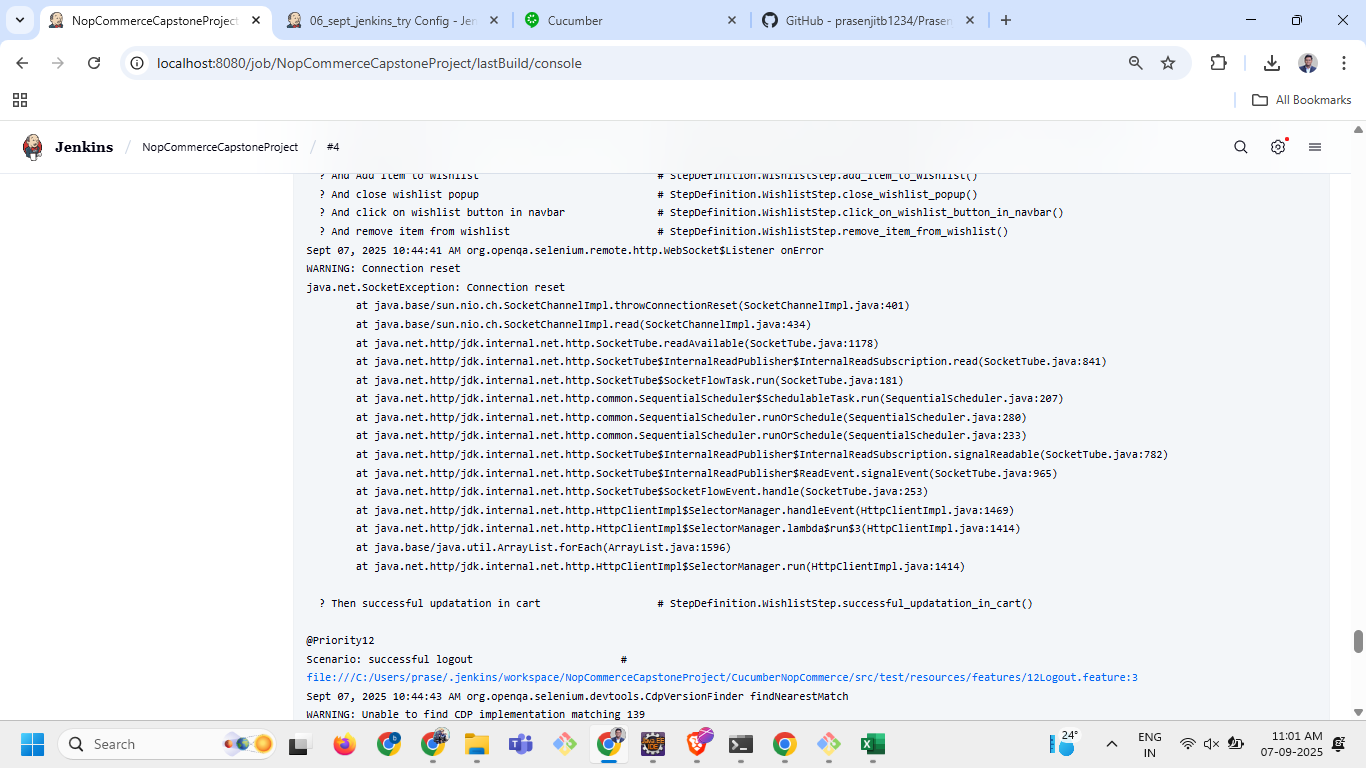 NopCommerceCapstoneProject
06_sept_jenkins_try Config - Jen
Cucumber
GitHub - prasenjitb1234/Prasen
localhost:8080/job/NopCommerceCapstoneProject/lastBuild/console
All Bookmarks
Jenkins / NopCommerceCapstoneProject / #4
? And Add item to wishlist # StepDefinition.WishlistStep.add_item_to_wishlist()
? And close wishlist popup # StepDefinition.WishlistStep.close_wishlist_popup()
? And click on wishlist button in navbar # StepDefinition.WishlistStep.click_on_wishlist_button_in_navbar()
? And remove item from wishlist # StepDefinition.WishlistStep.remove_item_from_wishlist()
Sept 07, 2025 10:44:41 AM org.openqa.selenium.remote.http.WebSocket$Listener onError
WARNING: Connection reset
java.net.SocketException: Connection reset
at java.base/sun.nio.ch.SocketChannelImpl.throwConnectionReset(SocketChannelImpl.java:401)
at java.base/sun.nio.ch.SocketChannelImpl.read(SocketChannelImpl.java:434)
at java.net.http/jdk.internal.net.http.SocketTube.readAvailable(SocketTube.java:1178)
at java.net.http/jdk.internal.net.http.SocketTube$InternalReadPublisher$InternalReadSubscription.read(SocketTube.java:841)
at java.net.http/jdk.internal.net.http.SocketTube$SocketFlowTask.run(SocketTube.java:181)
at java.net.http/jdk.internal.net.http.common.SequentialScheduler$SchedulableTask.run(SequentialScheduler.java:207)
at java.net.http/jdk.internal.net.http.common.SequentialScheduler.runOrSchedule(SequentialScheduler.java:280)
at java.net.http/jdk.internal.net.http.common.SequentialScheduler.runOrSchedule(SequentialScheduler.java:233)
at java.net.http/jdk.internal.net.http.SocketTube$InternalReadPublisher$InternalReadSubscription.signalReadable(SocketTube.java:782)
at java.net.http/jdk.internal.net.http.SocketTube$InternalReadPublisher$ReadEvent.signalEvent(SocketTube.java:965)
at java.net.http/jdk.internal.net.http.SocketTube$SocketFlowEvent.handle(SocketTube.java:253)
at java.net.http/jdk.internal.net.http.HttpClientImpl$SelectorManager.handleEvent(HttpClientImpl.java:1469)
at java.net.http/jdk.internal.net.http.HttpClientImpl$SelectorManager.lambda$run$3(HttpClientImpl.java:1414)
at java.base/java.util.ArrayList.forEach(ArrayList.java:1596)
at java.net.http/jdk.internal.net.http.HttpClientImpl$SelectorManager.run(HttpClientImpl.java:1414)
? Then successful updatation in cart # StepDefinition.WishlistStep.successful_updatation_in_cart()
@Priority12
Scenario: successful logout #
file:///C:/Users/prase/.jenkins/workspace/NopCommerceCapstoneProject/CucumberNopCommerce/src/test/resources/features/12Logout.feature:3
Sept 07, 2025 10:44:43 AM org.openqa.selenium.devtools.CdpVersionFinder findNearestMatch
WARNING: Unable to find CDP implementation matching 139
Search
24°
ENG
IN
11:01 AM
07-09-2025